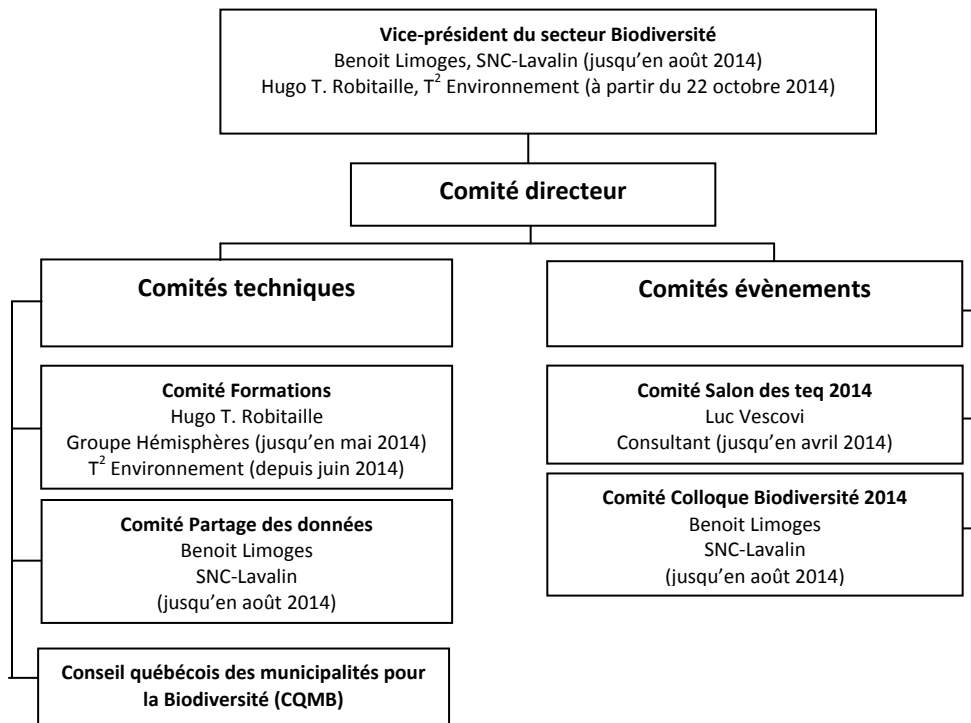 Vice-président du secteur Biodiversité
Benoit Limoges, SNC-Lavalin (jusqu’en août 2014)
Hugo T. Robitaille, T² Environnement (à partir du 22 octobre 2014)
Comité directeur
Comités techniques
Comité Formations
Hugo T. Robitaille
Groupe Hémisphères (jusqu’en mai 2014)
T² Environnement (depuis juin 2014)
Comité Partage des données
Benoit Limoges
SNC-Lavalin
(jusqu’en août 2014)
Conseil québécois des municipalités pour
la Biodiversité (CQMB)
Comités évènements
Comité Salon des teq 2014
Luc Vescovi
Consultant (jusqu’en avril 2014)
Comité Colloque Biodiversité 2014
Benoit Limoges
SNC-Lavalin
(jusqu’en août 2014)